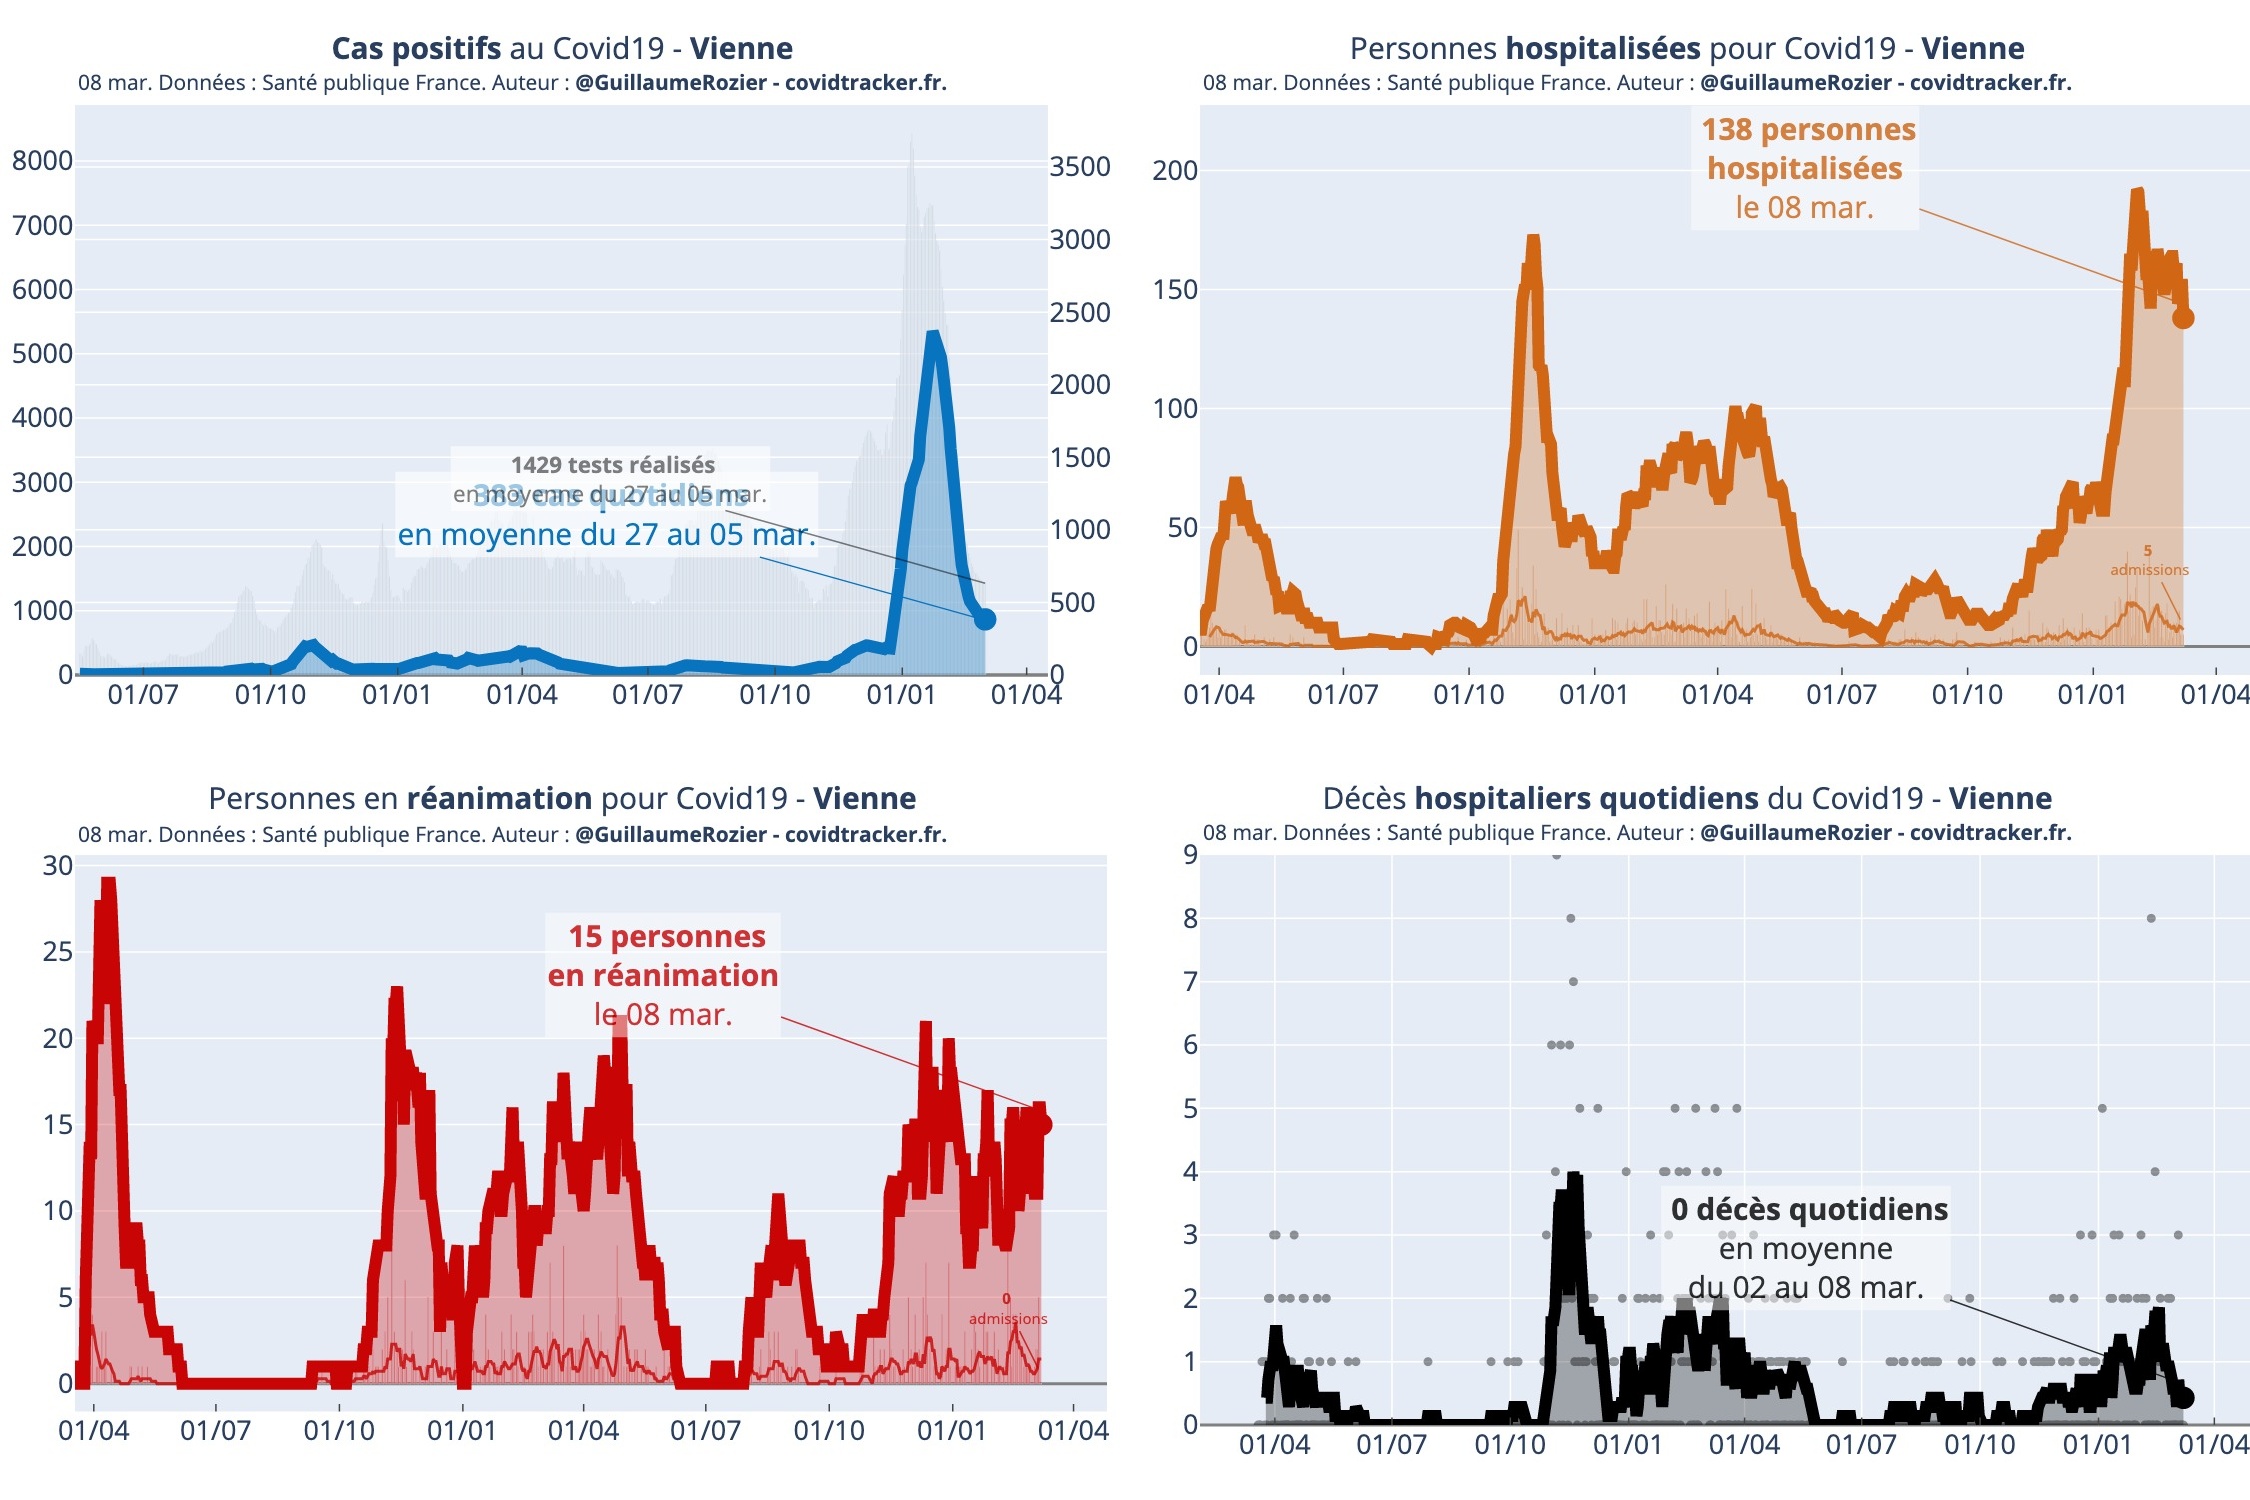 Cas positifs au Covid19 - Vienne
08 mar. Données : Santé publique France. Auteur : @GuillaumeRozier - covidtracker.fr.
8000
7000
6000
5000
4000
3000
2000
1000
0
3500
3000
2500
2000
1500
1000
500
0
1429 tests réalisés
en moyenne du 27 au 05 mar.
383 cas quotidiens
en moyenne du 27 au 05 mar.
01/07 01/10 01/01 01/04 01/07 01/10 01/01 01/04
Personnes hospitalisées pour Covid19 - Vienne
08 mar. Données : Santé publique France. Auteur : @GuillaumeRozier - covidtracker.fr.
138 personnes
hospitalisées
le 08 mar.
200
150
100
50
0
5
admissions
01/04 01/07 01/10 01/01 01/04 01/07 01/10 01/01 01/04
Personnes en réanimation pour Covid19 - Vienne
08 mar. Données : Santé publique France. Auteur : @GuillaumeRozier - covidtracker.fr.
30
25
20
15
10
5
0
15 personnes
en réanimation
le 08 mar.
0
admissions
01/04 01/07 01/10 01/01 01/04 01/07 01/10 01/01 01/04
Décès hospitaliers quotidiens du Covid19 - Vienne
08 mar. Données : Santé publique France. Auteur : @GuillaumeRozier - covidtracker.fr.
9
8
7
6
5
4
3
2
1
0
0 décès quotidiens
en moyenne
du 02 au 08 mar.
01/04 01/07 01/10 01/01 01/04 01/07 01/10 01/01 01/04